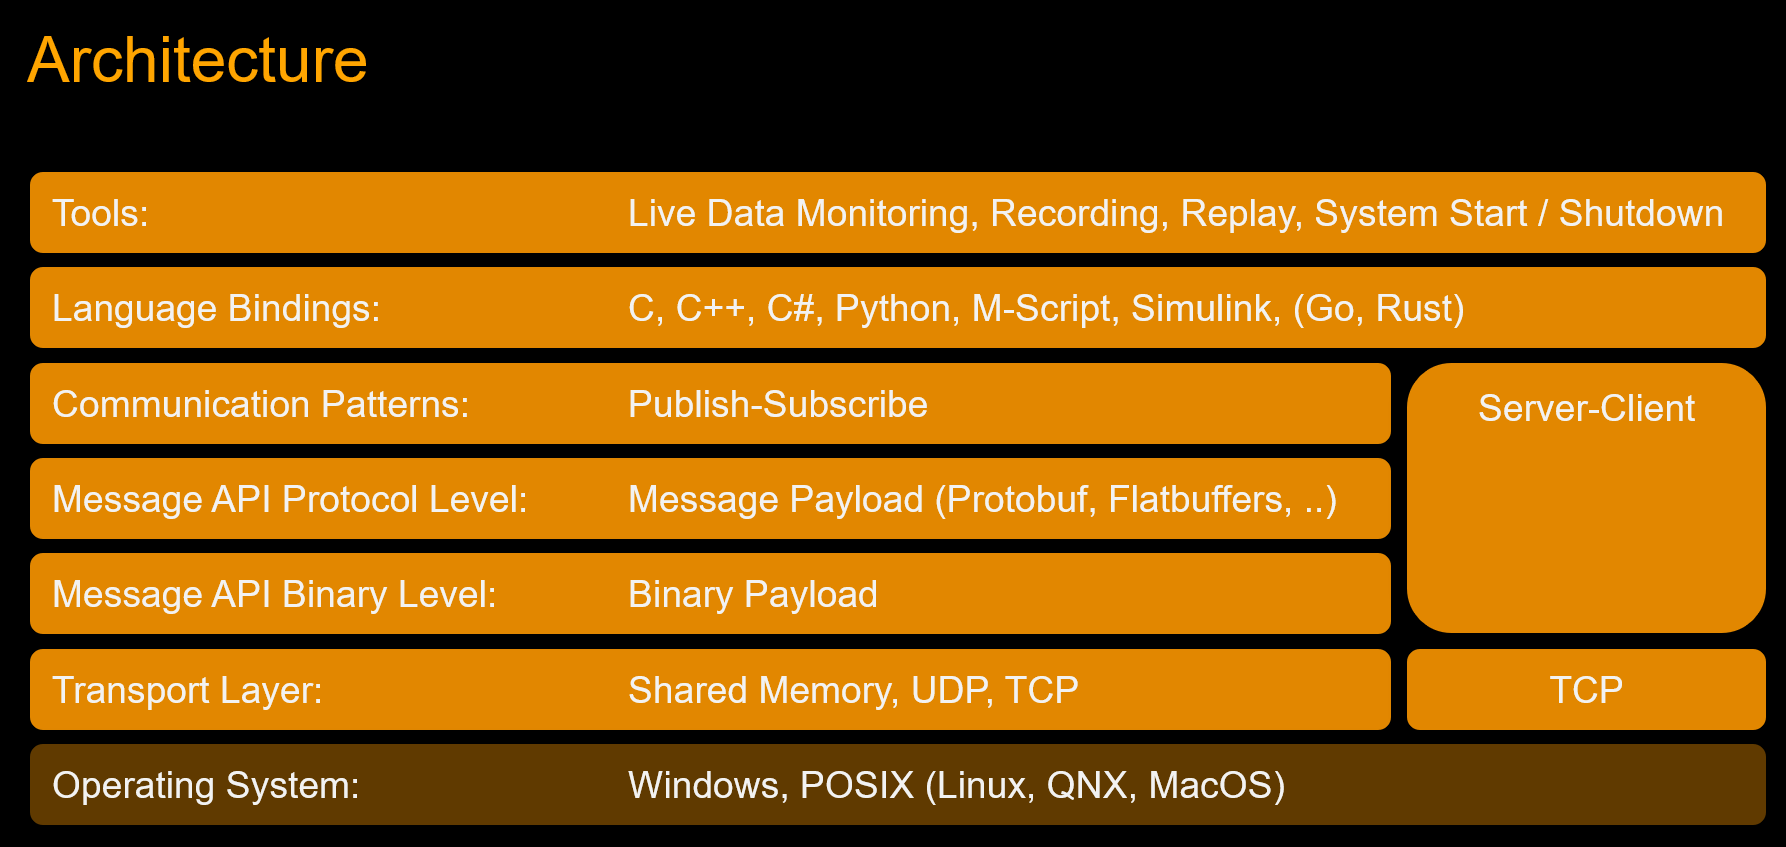 Architecture
Tools: Live Data Monitoring, Recording, Replay, System Start / Shutdown
Language Bindings: C, C++, C#, Python, M-Script, Simulink, (Go, Rust)
Communication Patterns: Publish-Subscribe
Server-Client
Message API Protocol Level: Message Payload (Protobuf, Flatbuffers, ..)
Message API Binary Level: Binary Payload
Transport Layer: Shared Memory, UDP, TCP
TCP
Operating System: Windows, POSIX (Linux, QNX, MacOS)